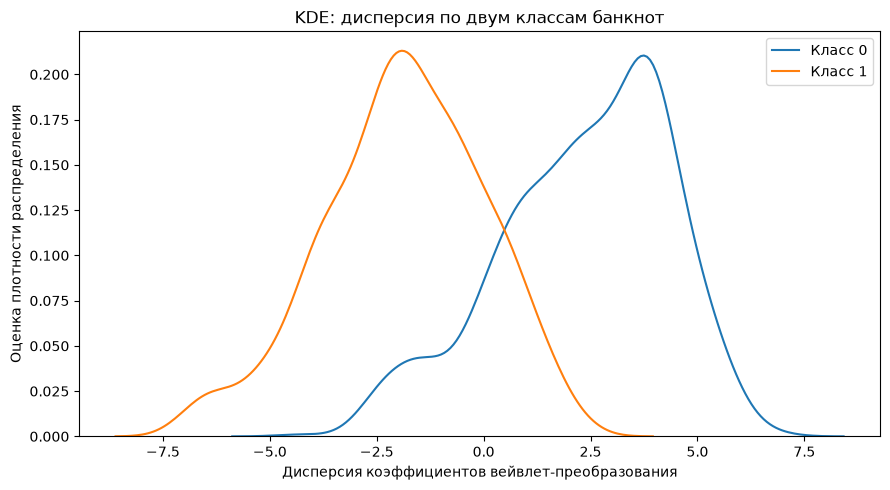 KDE: дисперсия по двум классам банкнот
Класс 0
Класс 1
Оценка плотности распределения
0.200
0.175
0.150
0.125
0.100
0.075
0.050
0.025
0.000
−7.5 −5.0 −2.5 0.0 2.5 5.0 7.5
Дисперсия коэффициентов вейвлет-преобразования